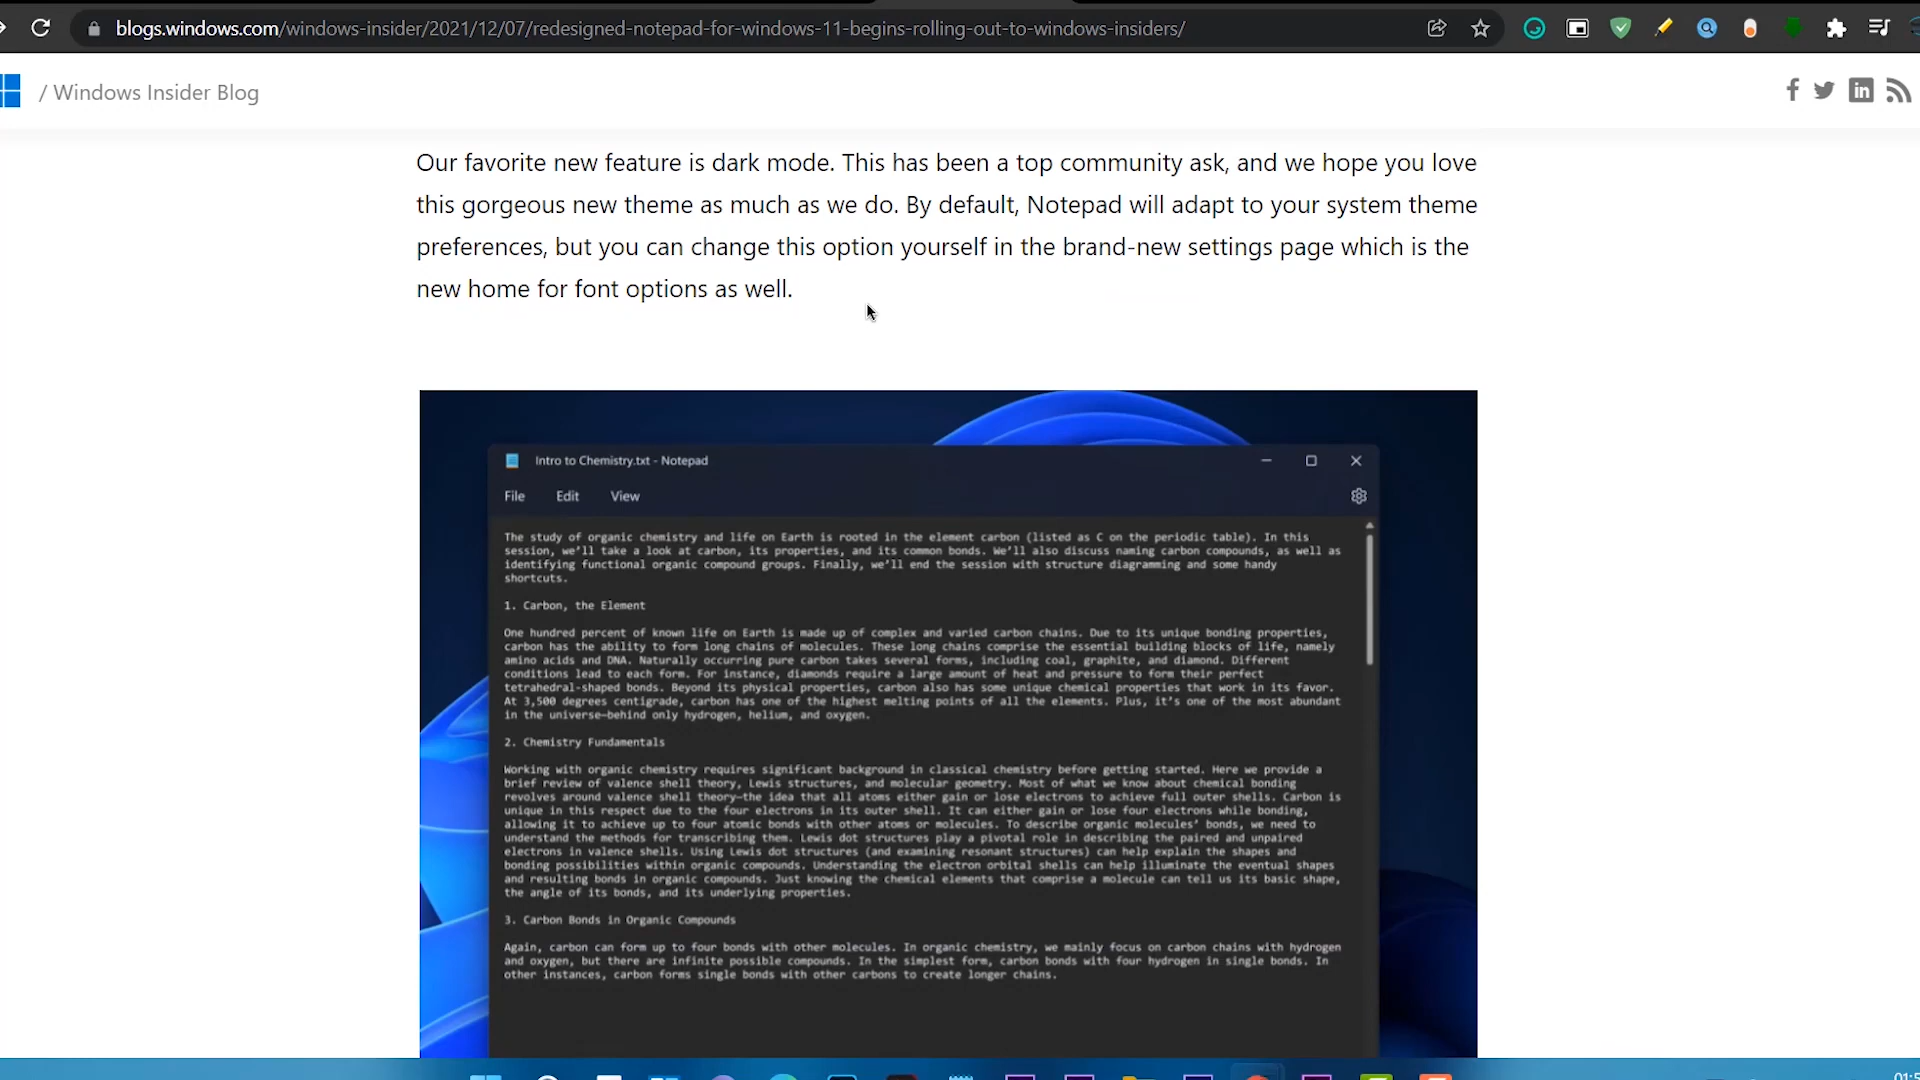 blogs.windows.com/windows-insider/2021/12/07/redesigned-notepad-for-windows-11-begins-rolling-out-to-windows-insiders/
/ Windows Insider Blog
Our favorite new feature is dark mode. This has been a top community ask, and we hope you love
this gorgeous new theme as much as we do. By default, Notepad will adapt to your system theme
preferences, but you can change this option yourself in the brand-new settings page which is the
new home for font options as well.
Intro to Chemistry.txt - Notepad
File Edit View
The study of organic chemistry and life on Earth is rooted in the element carbon (listed as C on the periodic table). In this
session, we'll take a look at carbon, its properties, and its common bonds. We'll also discuss naming carbon compounds, as well as
identifying functional organic compound groups. Finally, we'll end the session with structure diagramming and some handy
shortcuts.
1. Carbon, the Element
One hundred percent of known life on Earth is made up of complex and varied carbon chains. Due to its unique bonding properties,
carbon has the ability to form long chains of molecules. These long chains comprise the essential building blocks of life, namely
amino acids and DNA. Naturally occurring pure carbon takes several forms, including coal, graphite, and diamond. Different
conditions lead to each form. For instance, diamonds require a large amount of heat and pressure to form their perfect
tetrahedral-shaped bonds. Beyond its physical properties, carbon also has some unique chemical properties that work in its favor.
At 3,500 degrees centigrade, carbon has one of the highest melting points of all the elements. Plus, it's one of the most abundant
in the universe—behind only hydrogen, helium, and oxygen.
2. Chemistry Fundamentals
Working with organic chemistry requires significant background in classical chemistry before getting started. Here we provide a
brief review of valence shell theory, Lewis structures, and molecular geometry. Most of what we know about chemical bonding
revolves around valence shell theory—the idea that all atoms either gain or lose electrons to achieve full outer shells. Carbon is
unique in this respect due to the four electrons in its outer shell. It can either gain or lose four electrons while bonding,
allowing it to achieve up to four atomic bonds with other atoms or molecules. To describe organic molecules' bonds, we need to
understand the methods for transcribing them. Lewis dot structures play a pivotal role in describing the paired and unpaired
electrons in valence shells. Using Lewis dot structures (and examining resonant structures) can help explain the shapes and
bonding possibilities within organic compounds. Understanding the electron orbital shells can help illuminate the eventual shapes
and resulting bonds in organic compounds. Just knowing the chemical elements that comprise a molecule can tell us its basic shape,
the angle of its bonds, and its underlying properties.
3. Carbon Bonds in Organic Compounds
Again, carbon can form up to four bonds with other molecules. In organic chemistry, we mainly focus on carbon chains with hydrogen
and oxygen, but there are infinite possible compounds. In the simplest form, carbon bonds with four hydrogen in single bonds. In
other instances, carbon forms single bonds with other carbons to create longer chains.